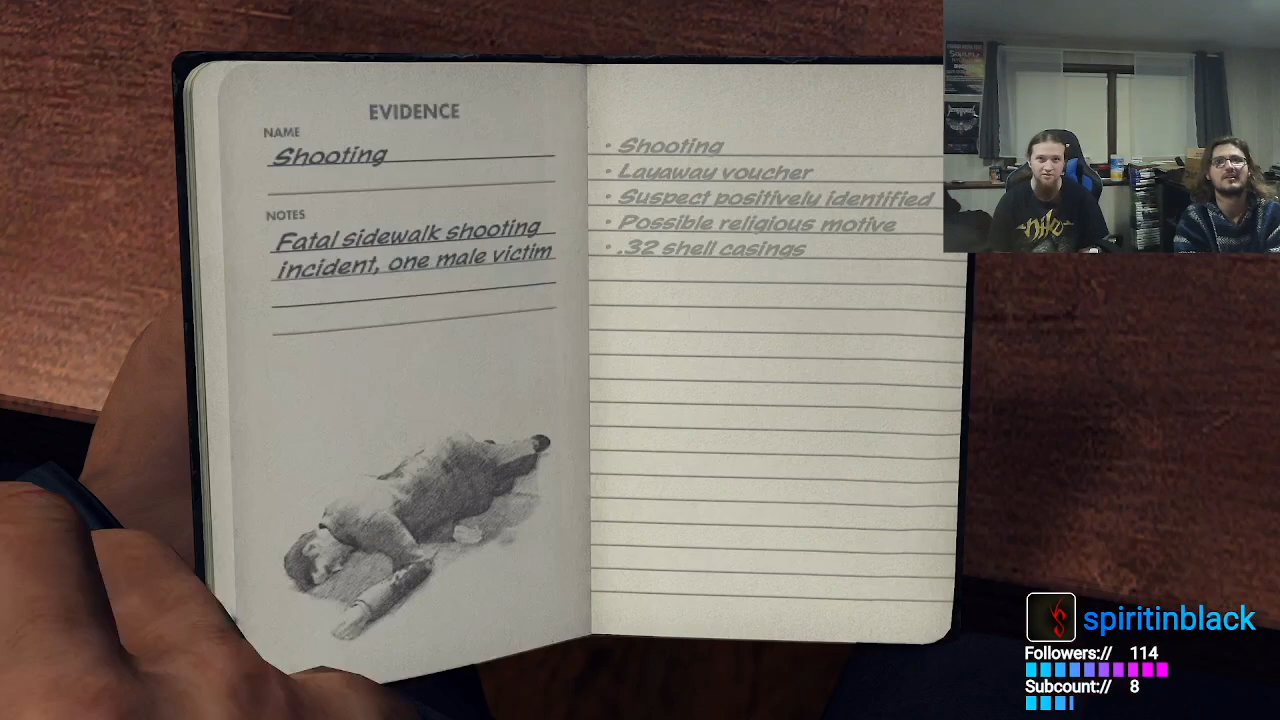 EVIDENCE
NAME
Shooting
NOTES
Fatal sidewalk shooting
incident, one male victim
• Shooting
• Layaway voucher
• Suspect positively identified
• Possible religious motive
• .32 shell casings
nile
spiritinblack
Followers:// 114
Subcount:// 8